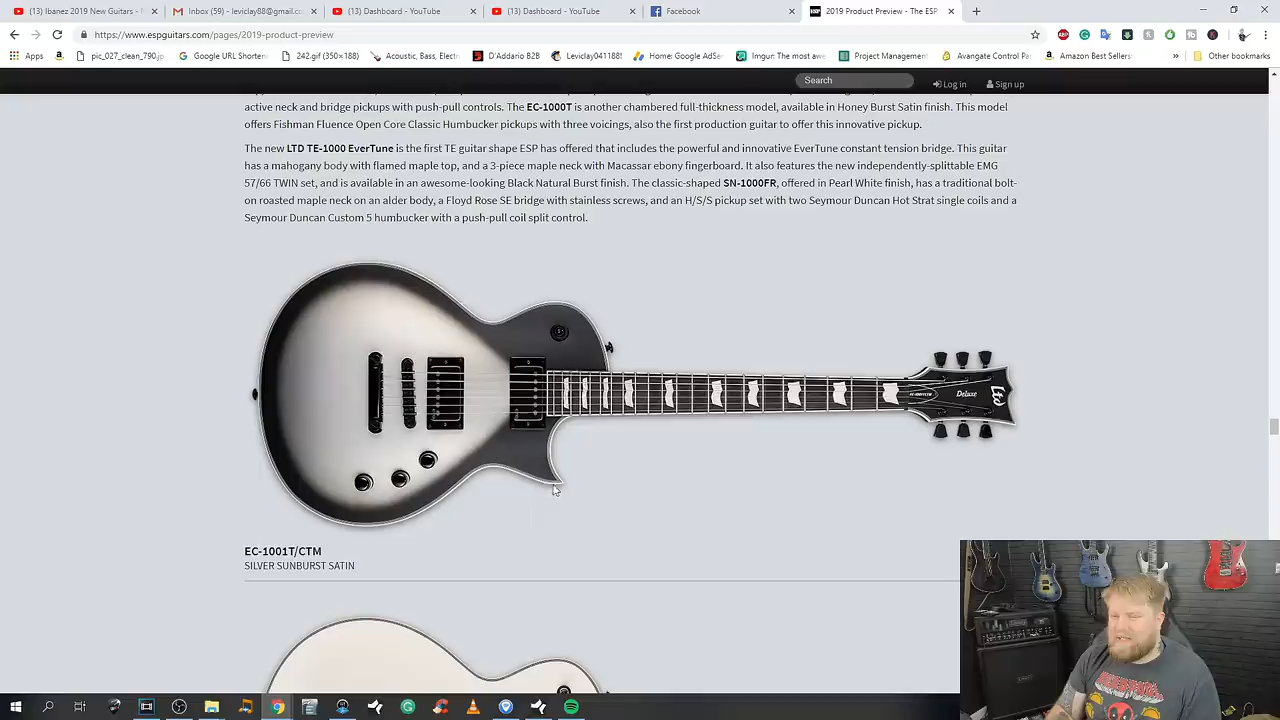 (13) Ibanez 2019 New Guitars -
Inbox (59) - leviclay88@gmail.co
(13) Dashboard - YouTube
(13) Dashboard - YouTube
Facebook
2019 Product Preview - The ESP
https://www.espguitars.com/pages/2019-product-preview
Apps
pic_027_clean_790.jp
Google URL Shorten
242.gif (350×188)
Acoustic, Bass, Elect
D'Addario B2B
Leviclay041188
Home: Google AdSe
Imgur: The most
Project Management
Avangate Control Pa
Amazon Best Sellers:
Other bookmarks
Search
Log in
Sign up
active neck and bridge pickups with push-pull controls. The EC-1000T is another chambered full-thickness model, available in Honey Burst Satin finish. This model
offers Fishman Fluence Open Core Classic Humbucker pickups with three voicings, also the first production guitar to offer this innovative pickup.
The new LTD TE-1000 EverTune is the first TE guitar shape ESP has offered that includes the powerful and innovative EverTune constant tension bridge. This guitar
has a mahogany body with flamed maple top, and a 3-piece maple neck with Macassar ebony fingerboard. It also features the new independently-splittable EMG
57/66 TWIN set, and is available in an awesome-looking Black Natural Burst finish. The classic-shaped SN-1000FR, offered in Pearl White finish, has a traditional bolt-
on roasted maple neck on an alder body, a Floyd Rose SE bridge with stainless screws, and an H/S/S pickup set with two Seymour Duncan Hot Strat single coils and a
Seymour Duncan Custom 5 humbucker with a push-pull coil split control.
Deluxe
Ltd
EC-1001T/CTM
SILVER SUNBURST SATIN